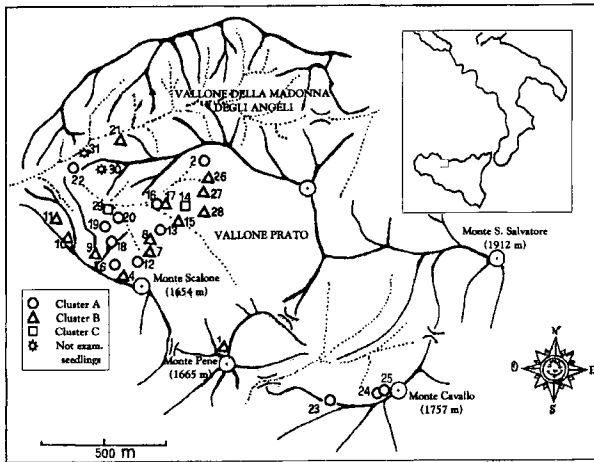 VALLONE DELLA MADONNA
DEGLI ANGELI
21
31
30
22
2
26
27
28
16
17
14
29
20
19
15
13
11
10
18
8
7
9
6
12
4
VALLONE PRATO
Monte S. Salvatore
(1912 m)
Monte Scalone
(1654 m)
Cluster A
Cluster B
Cluster C
Not exam.
seedlings
1
Monte Pene
(1665 m)
25
24
23
Monte Cavallo
(1757 m)
N
O
E
S
500 m